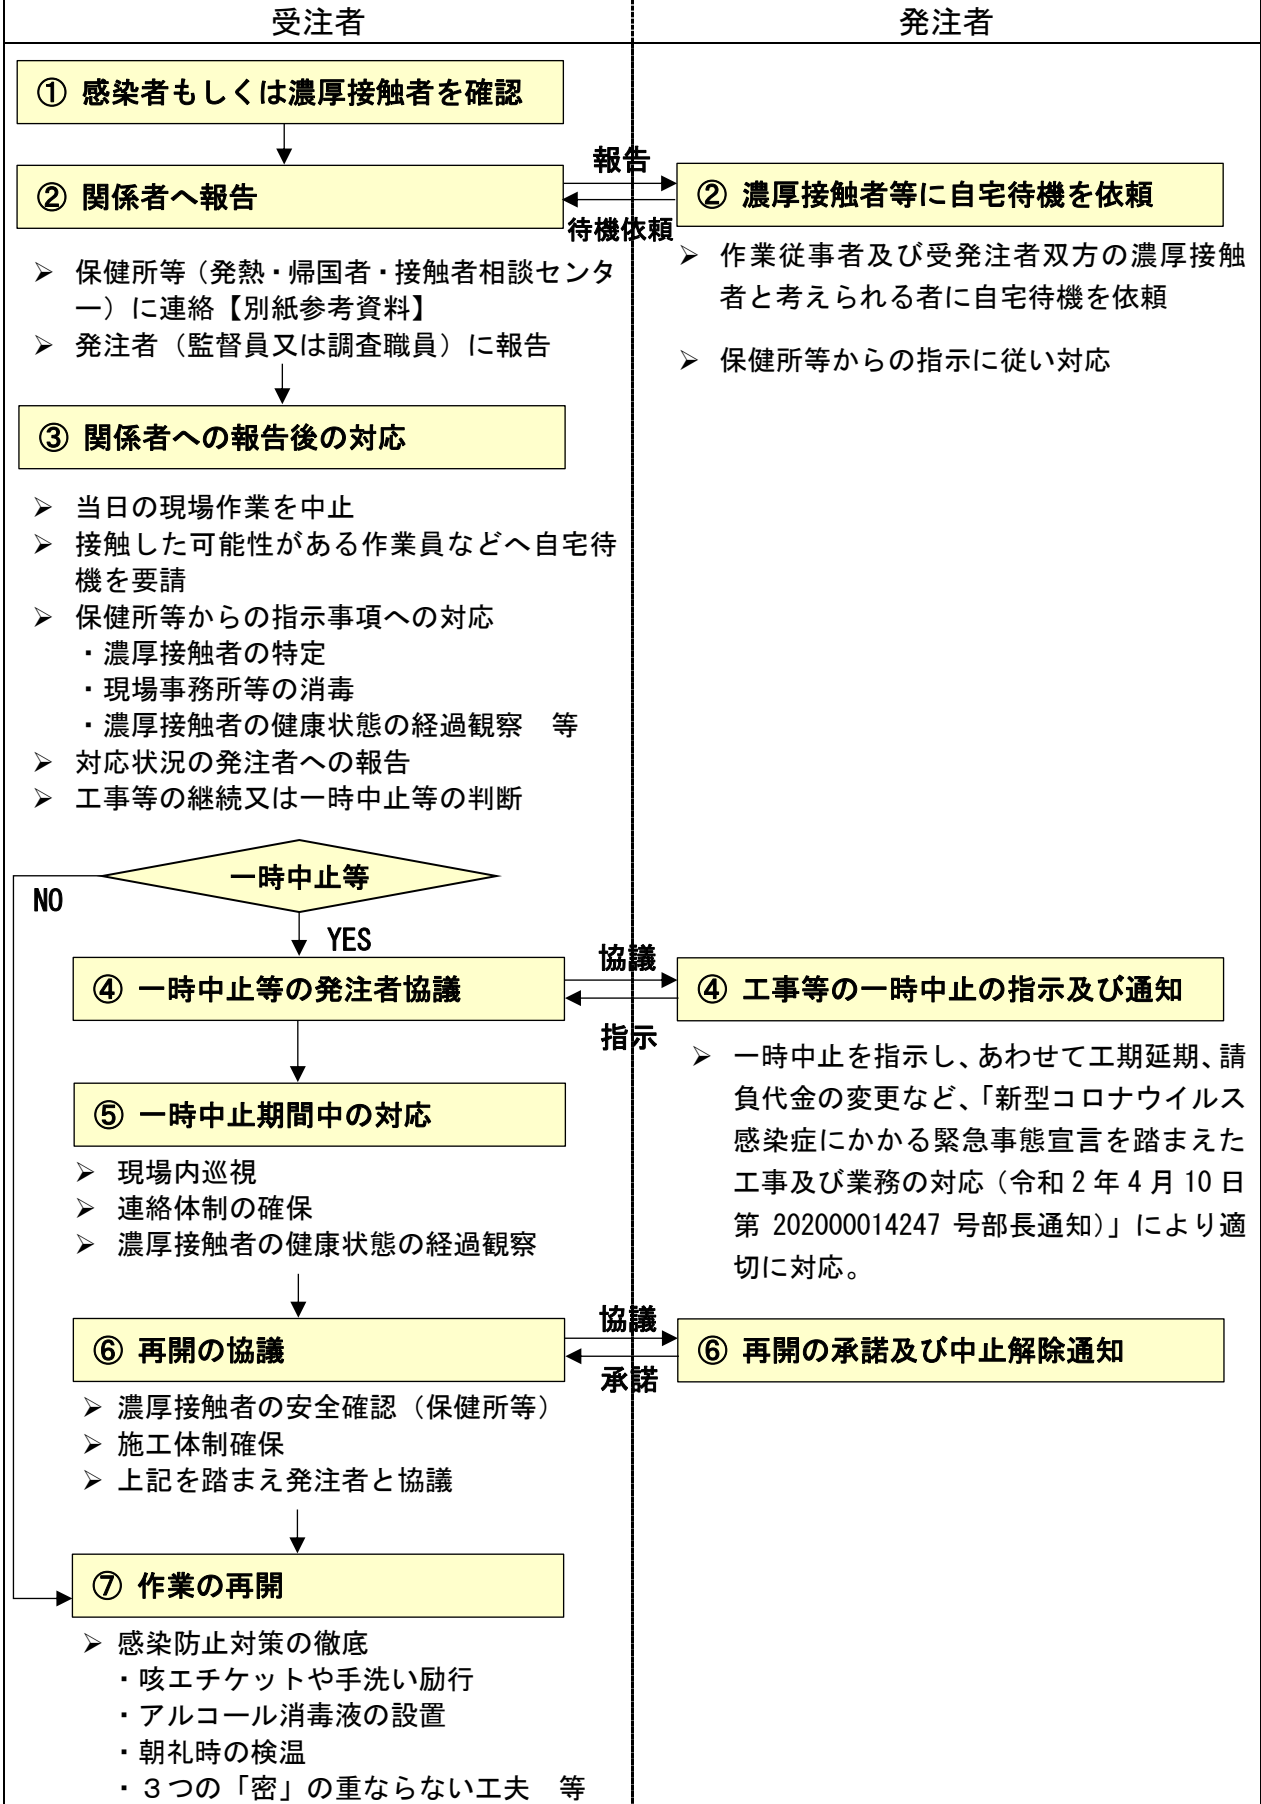 受注者
発注者
① 感染者もしくは濃厚接触者を確認
② 関係者へ報告
報告
待機依頼
② 濃厚接触者等に自宅待機を依頼
➢ 保健所等（発熱・帰国者・接触者相談センタ
ー）に連絡【別紙参考資料】
➢ 発注者（監督員又は調査職員）に報告
➢ 作業従事者及び受発注者双方の濃厚接触
者と考えられる者に自宅待機を依頼
➢ 保健所等からの指示に従い対応
③ 関係者への報告後の対応
➢ 当日の現場作業を中止
➢ 接触した可能性がある作業員などへ自宅待
機を要請
➢ 保健所等からの指示事項への対応
・濃厚接触者の特定
・現場事務所等の消毒
・濃厚接触者の健康状態の経過観察　等
➢ 対応状況の発注者への報告
➢ 工事等の継続又は一時中止等の判断
一時中止等
NO
YES
④ 一時中止等の発注者協議
協議
指示
④ 工事等の一時中止の指示及び通知
➢ 一時中止を指示し、あわせて工期延期、請
負代金の変更など、「新型コロナウイルス
感染症にかかる緊急事態宣言を踏まえた
工事及び業務の対応（令和２年４月10日
第 202000014247 号部長通知）」により適
切に対応。
⑤ 一時中止期間中の対応
➢ 現場内巡視
➢ 連絡体制の確保
➢ 濃厚接触者の健康状態の経過観察
⑥ 再開の協議
協議
承諾
⑥ 再開の承諾及び中止解除通知
➢ 濃厚接触者の安全確認（保健所等）
➢ 施工体制確保
➢ 上記を踏まえ発注者と協議
⑦ 作業の再開
➢ 感染防止対策の徹底
・咳エチケットや手洗い励行
・アルコール消毒液の設置
・朝礼時の検温
・３つの「密」の重ならない工夫　等